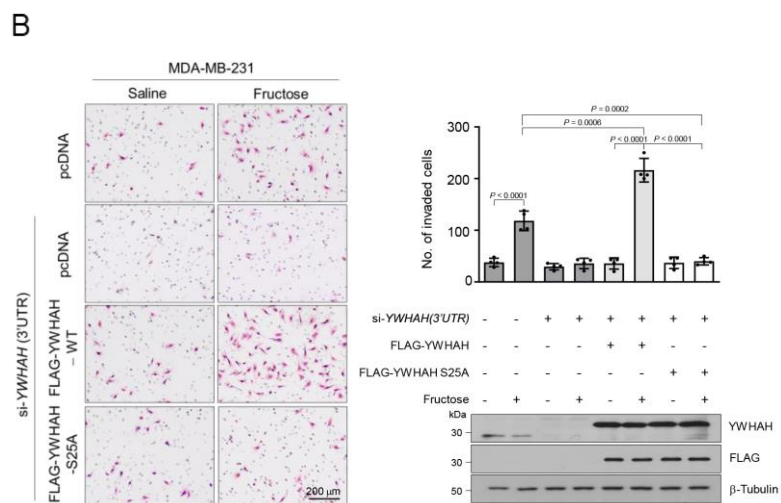 B
MDA-MB-231
Saline
Fructose
pcDNA
pcDNA
FLAG-YWHAH
– WT
FLAG-YWHAH
-S25A
si-YWHAH (3'UTR)
200 µm
P = 0.0002
P = 0.0006
P < 0.0001
P < 0.0001
P < 0.0001
No. of invaded cells
300
200
100
0
si-YWHAH(3'UTR) - - + + + + + +
FLAG-YWHAH - - - - + + - -
FLAG-YWHAH S25A - - - - - - + +
Fructose - + - + - + - +
kDa
30
YWHAH
30
FLAG
50
β-Tubulin